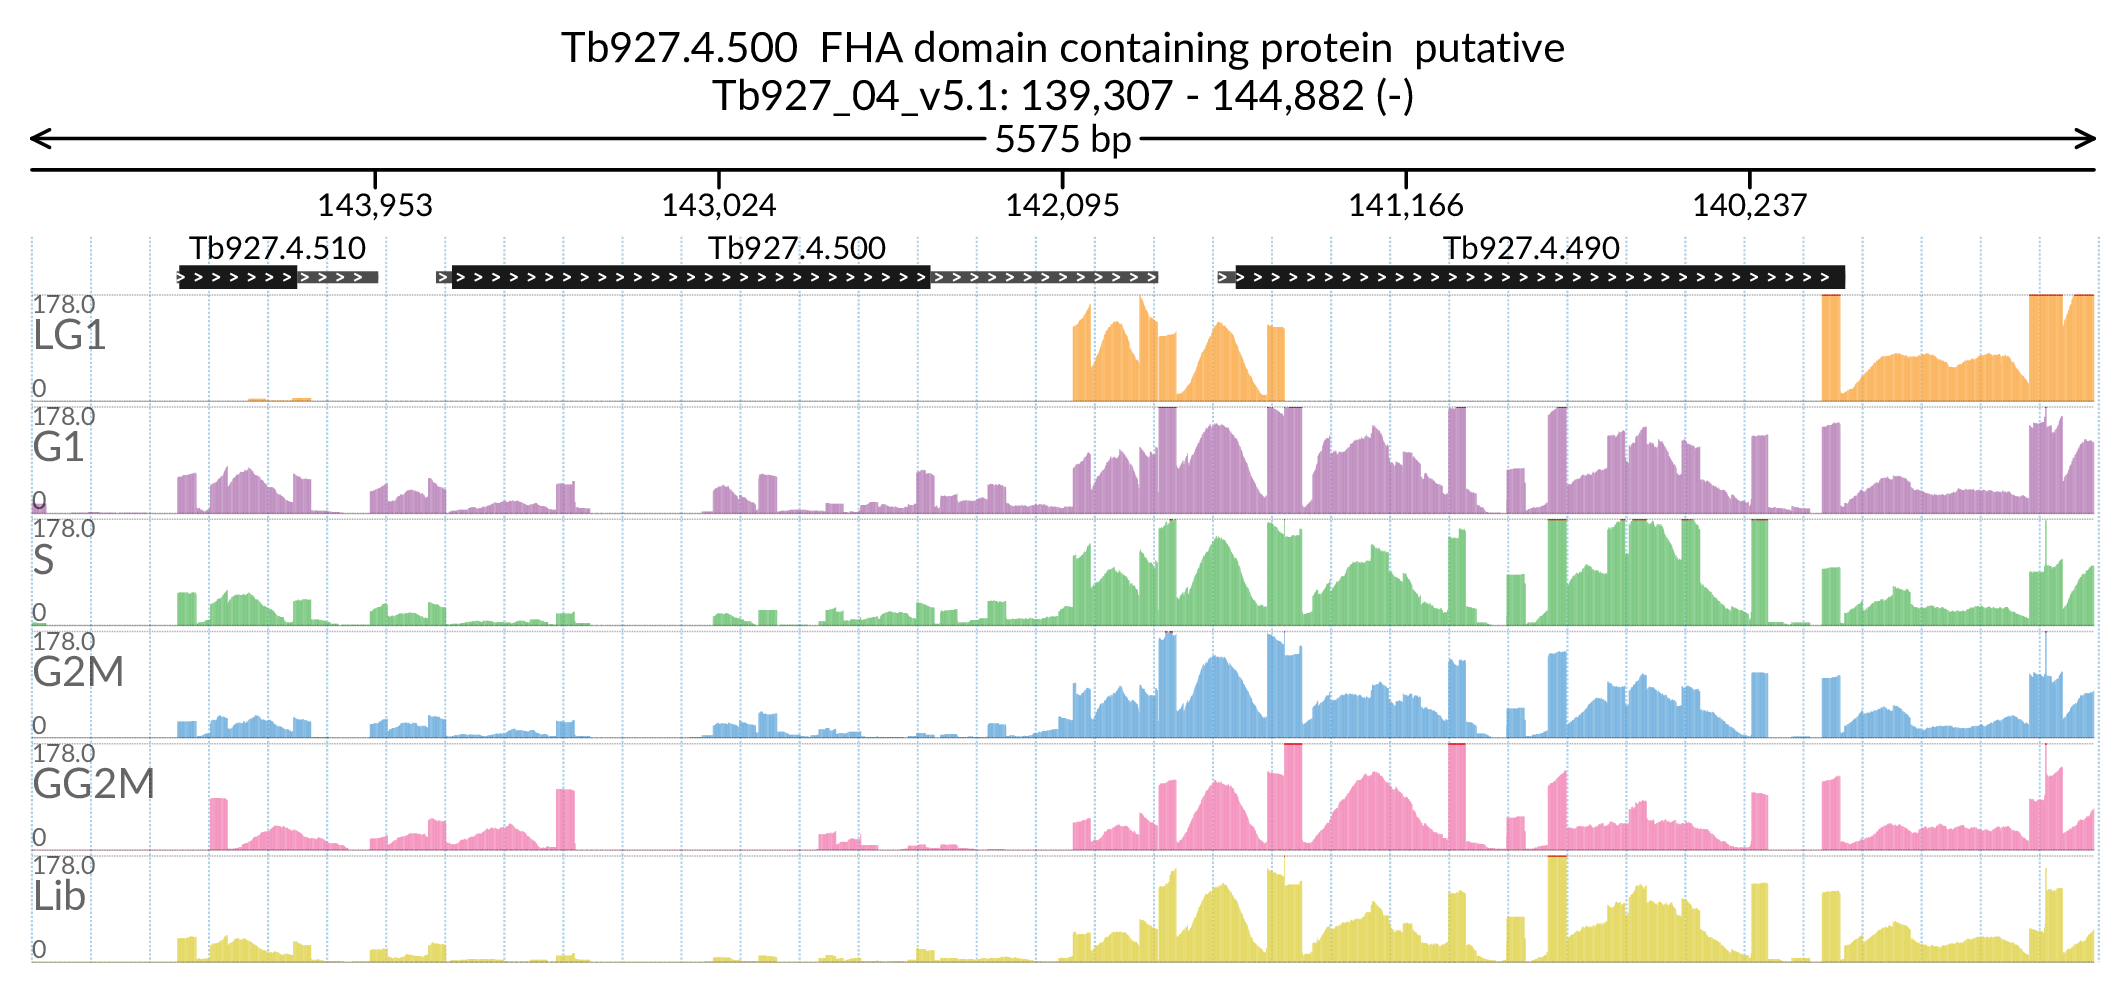 Tb927.4.500  FHA domain containing protein  putative
Tb927_04_v5.1: 139,307 - 144,882 (-)
5575 bp
143,953 143,024 142,095 141,166 140,237
Tb927.4.510 Tb927.4.500 Tb927.4.490
178.0
LG1
0
178.0
G1
0
178.0
S
0
178.0
G2M
0
178.0
GG2M
0
178.0
Lib
0